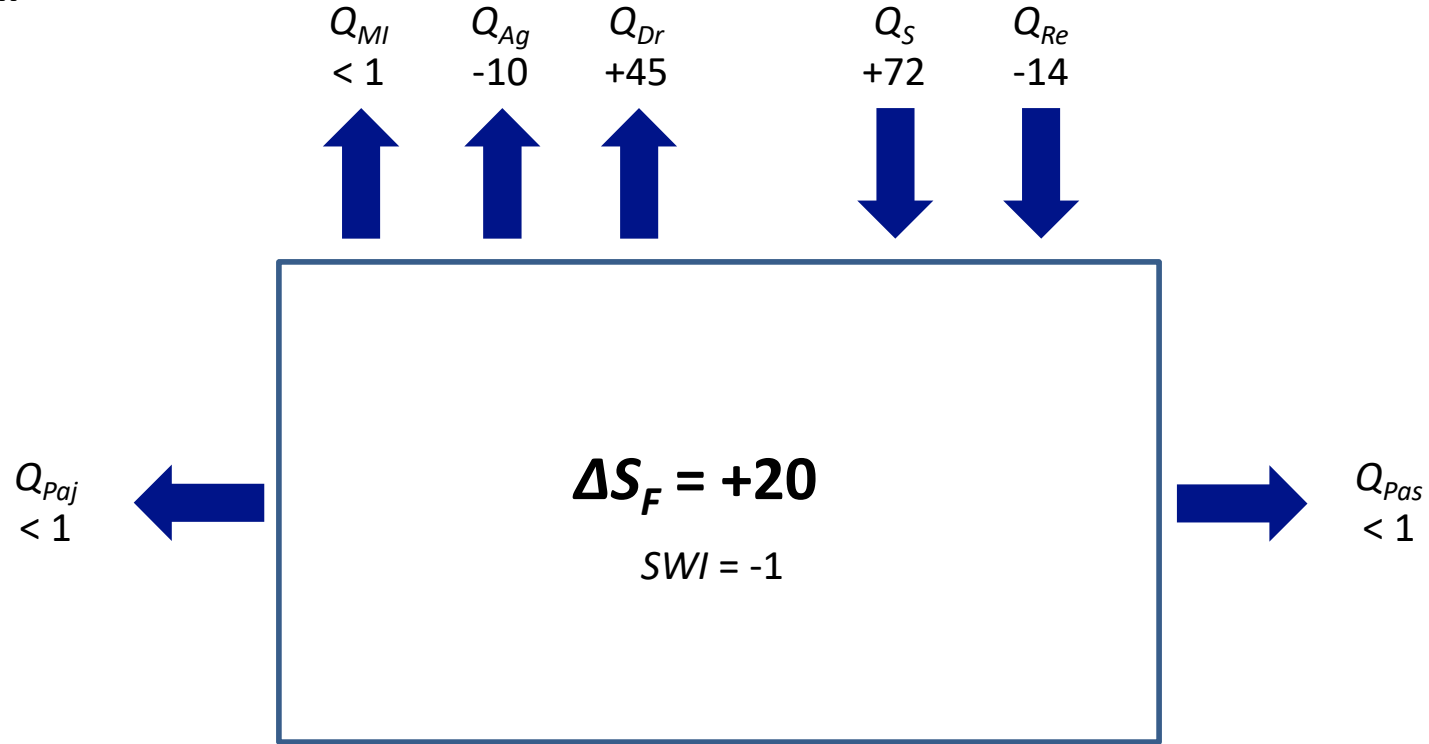 Q_MI Q_Ag Q_Dr Q_S Q_Re
< 1 -10 +45 +72 -14
Q_Paj
< 1
ΔS_F = +20
SWI = -1
Q_Pas
< 1